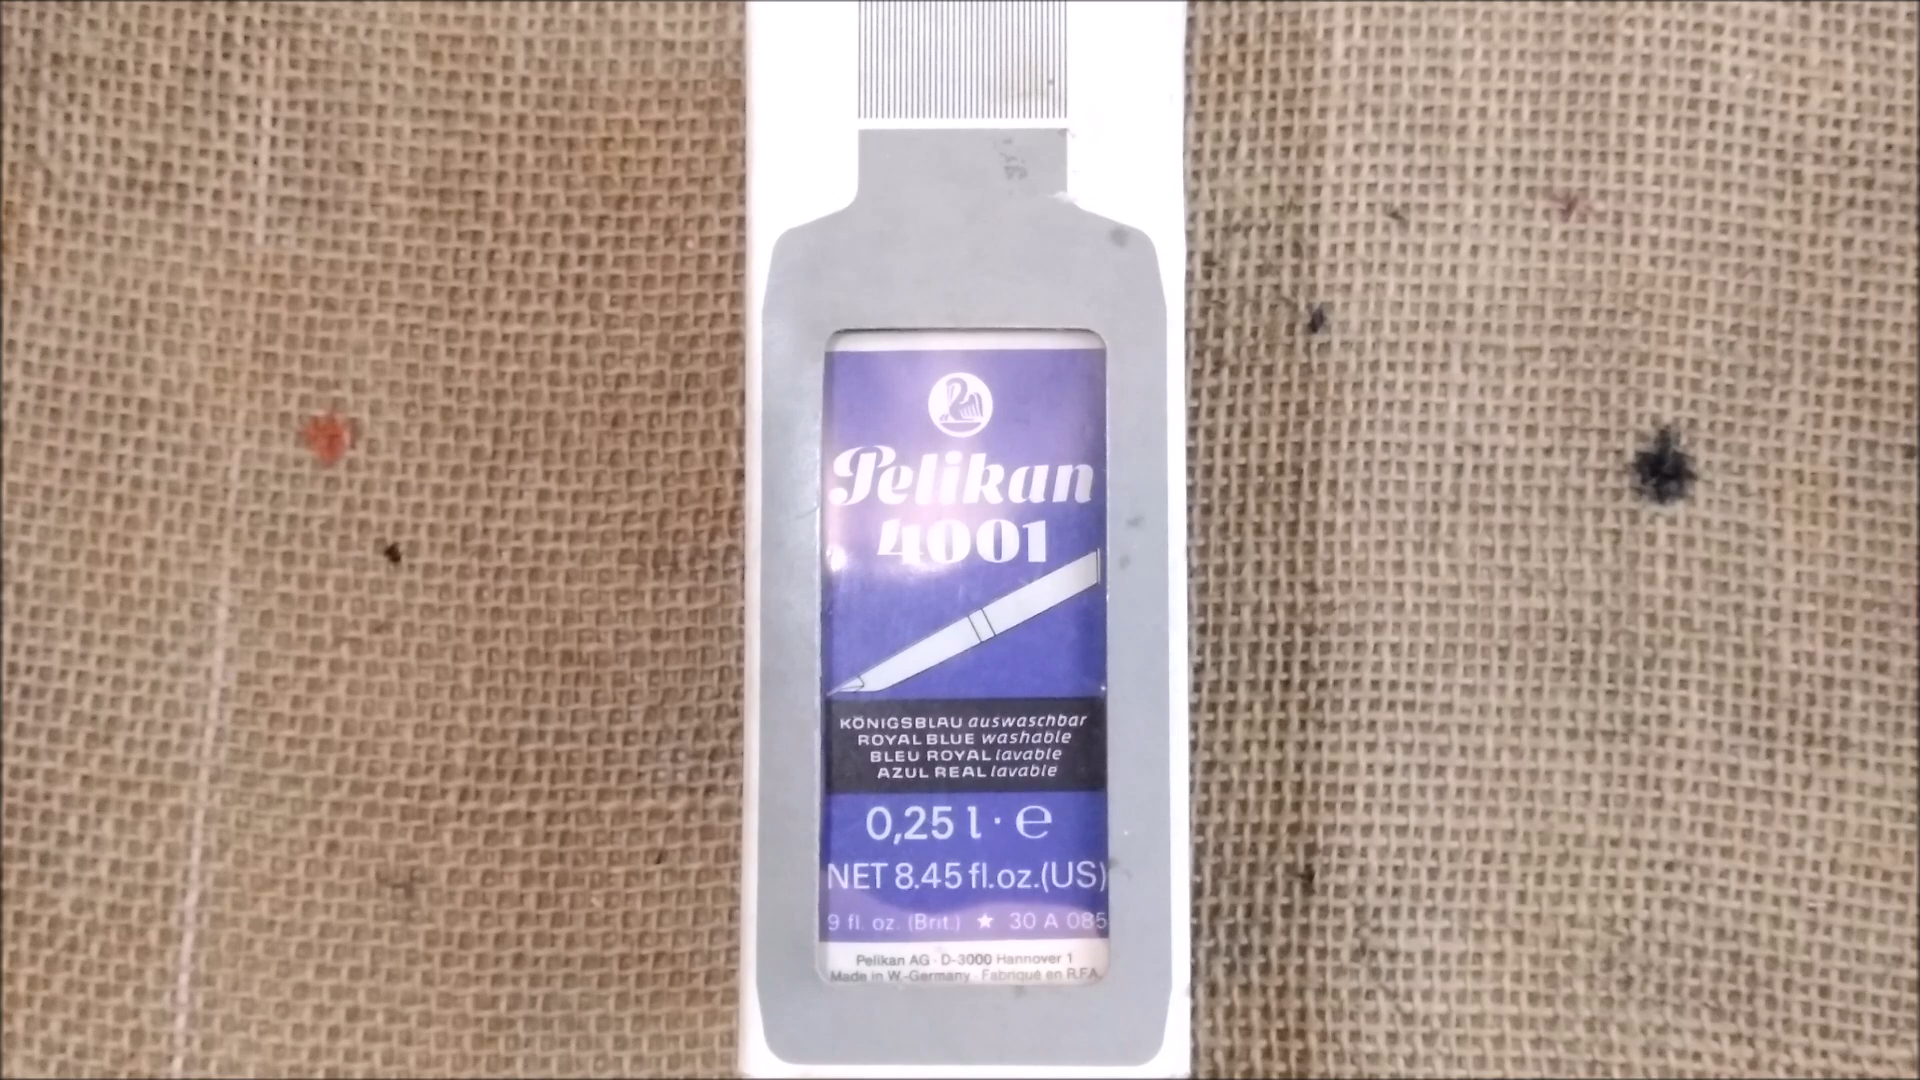 Pelikan
4001
KÖNIGSBLAU auswaschbar
ROYAL BLUE washable
BLEU ROYAL lavable
AZUL REAL lavable
0,25 l · ℮
NET 8.45 fl.oz.(US)
9 fl. oz. (Brit.) ★ 30 A 085
Pelikan AG · D-3000 Hannover 1
Made in W.-Germany · Fabriqué en R.F.A.